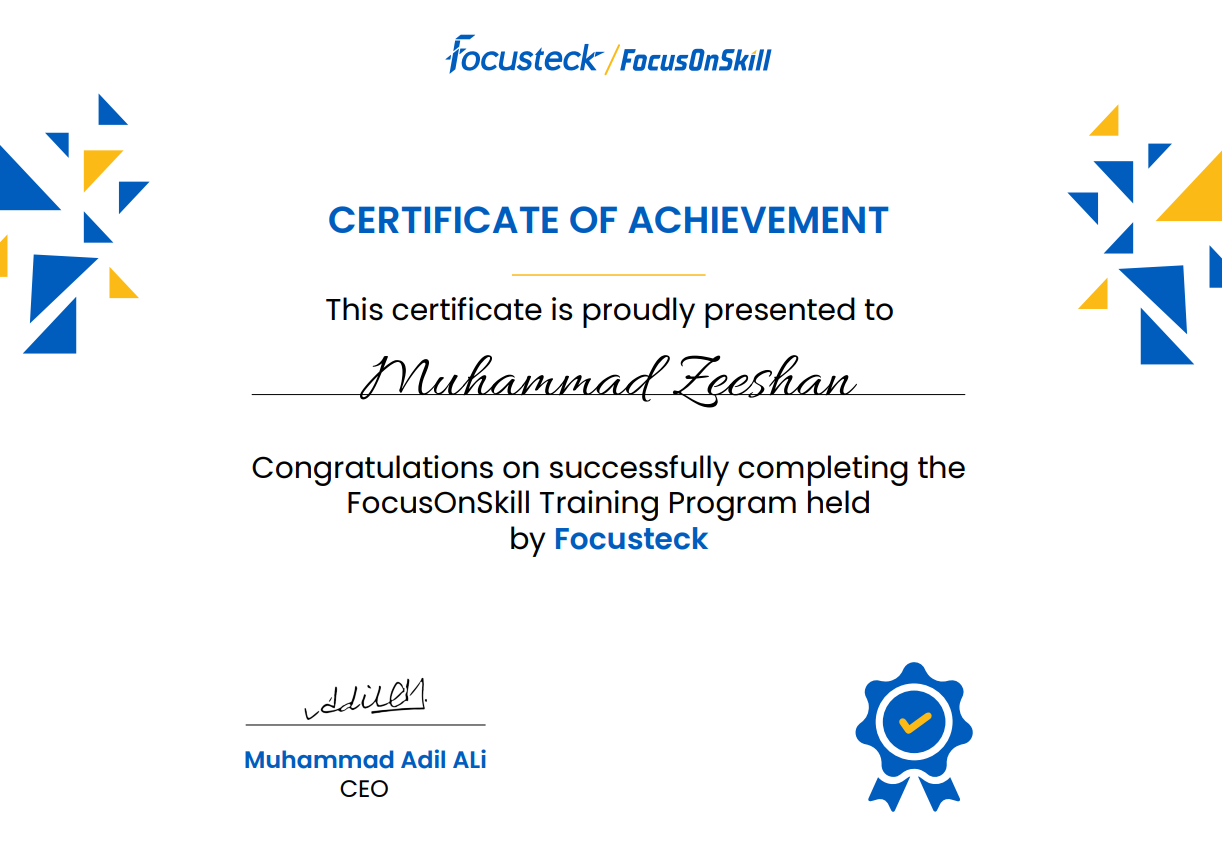 Focusteck / FocusOnSkill
CERTIFICATE OF ACHIEVEMENT
This certificate is proudly presented to
Muhammad Zeeshan
Congratulations on successfully completing the
FocusOnSkill Training Program held
by Focusteck
Muhammad Adil ALi
CEO